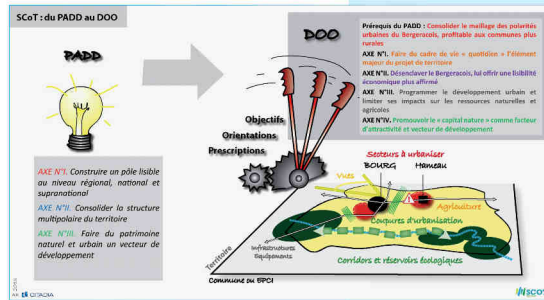 SCoT : du PADD au DOO
PADD
DOO
Prérequis du PADD : Consolider le maillage des polarités
urbaines du Bergeracois, profitable aux communes plus
rurales
AXE N°I. Faire du cadre de vie « quotidien » l'élément
majeur du projet de territoire
AXE N°II. Désenclaver le Bergeracois, lui offrir une lisibilité
économique plus affirmé
AXE N°III. Programmer le développement urbain et
limiter ses impacts sur les ressources naturelles et
agricoles
AXE N°IV. Promouvoir le « capital nature » comme facteur
d'attractivité et vecteur de développement
Objectifs
Orientations
Prescriptions
AXE N°I. Construire un pôle lisible
au niveau régional, national et
supranational
AXE N°II. Consolider la structure
multipolaire du territoire
AXE N°III. Faire du patrimoine
naturel et urbain un vecteur de
développement
Secteurs à urbaniser
BOURG
Hameau
Vues
Agriculture
Coupures d'urbanisation
Infrastructures
Equipements
Corridors et réservoirs écologiques
Territoire
Commune ou EPCI
CITADIA
SCOT